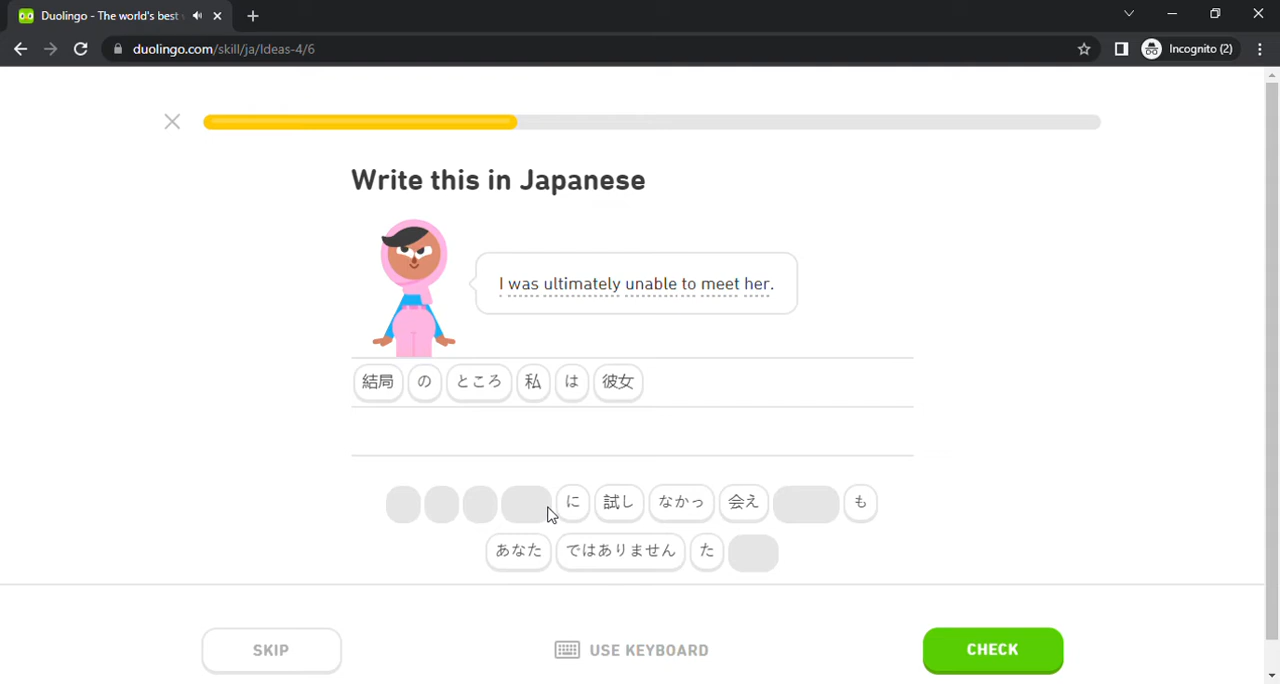 Duolingo - The world's best
duolingo.com/skill/ja/Ideas-4/6
Incognito (2)
Write this in Japanese
I was ultimately unable to meet her.
結局 の ところ 私 は 彼女
に 試し なかっ 会え も
あなた ではありません た
SKIP
USE KEYBOARD
CHECK